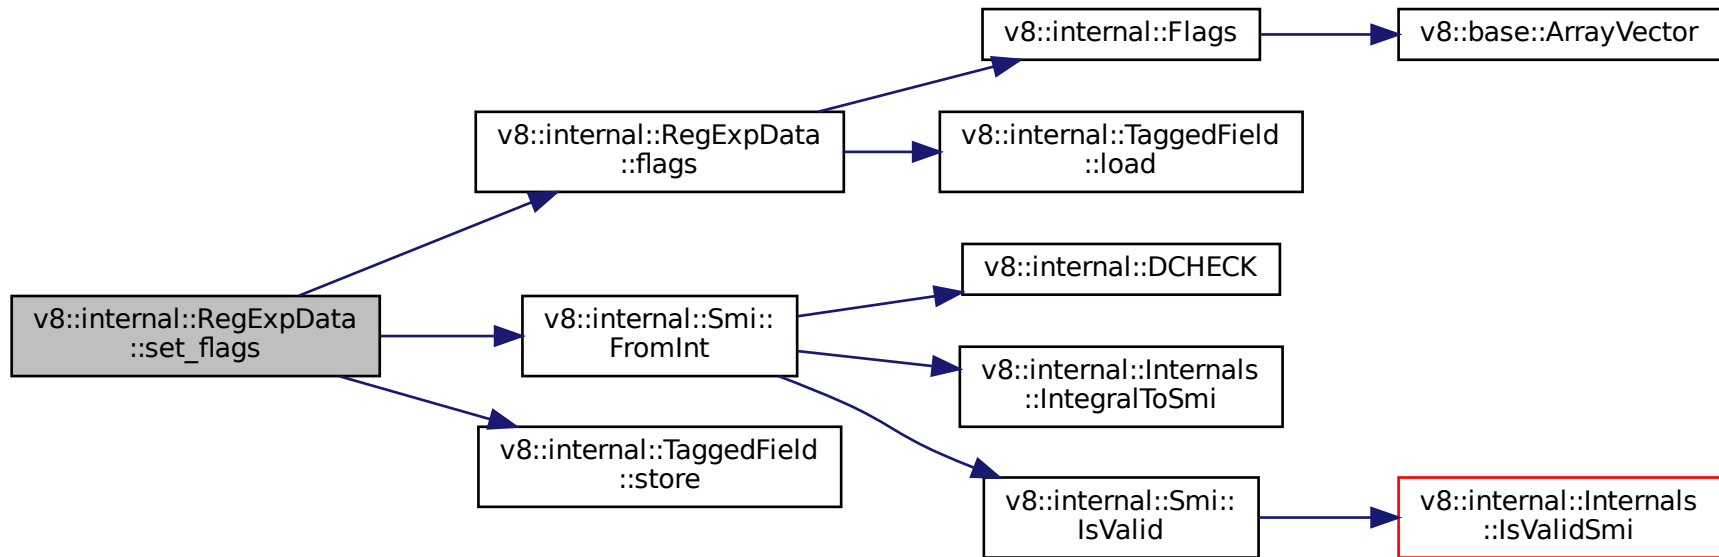 v8::internal::RegExpData
::set_flags
v8::internal::RegExpData
::flags
v8::internal::Flags
v8::base::ArrayVector
v8::internal::TaggedField
::load
v8::internal::Smi::
FromInt
v8::internal::DCHECK
v8::internal::Internals
::IntegralToSmi
v8::internal::Smi::
IsValid
v8::internal::Internals
::IsValidSmi
v8::internal::TaggedField
::store